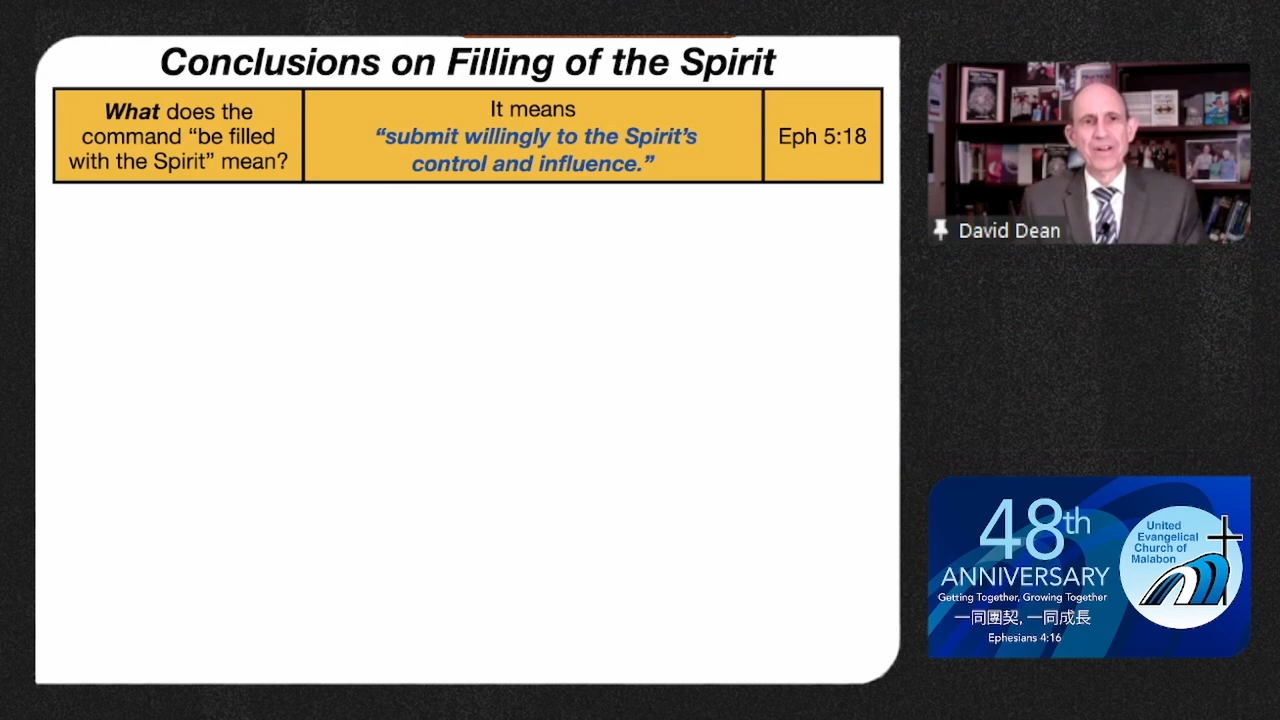 Conclusions on Filling of the Spirit
What does the
command “be filled
with the Spirit” mean?
It means
“submit willingly to the Spirit’s
control and influence.”
Eph 5:18
David Dean
48th
ANNIVERSARY
Getting Together, Growing Together
一同團契, 一同成長
Ephesians 4:16
United
Evangelical
Church of
Malabon